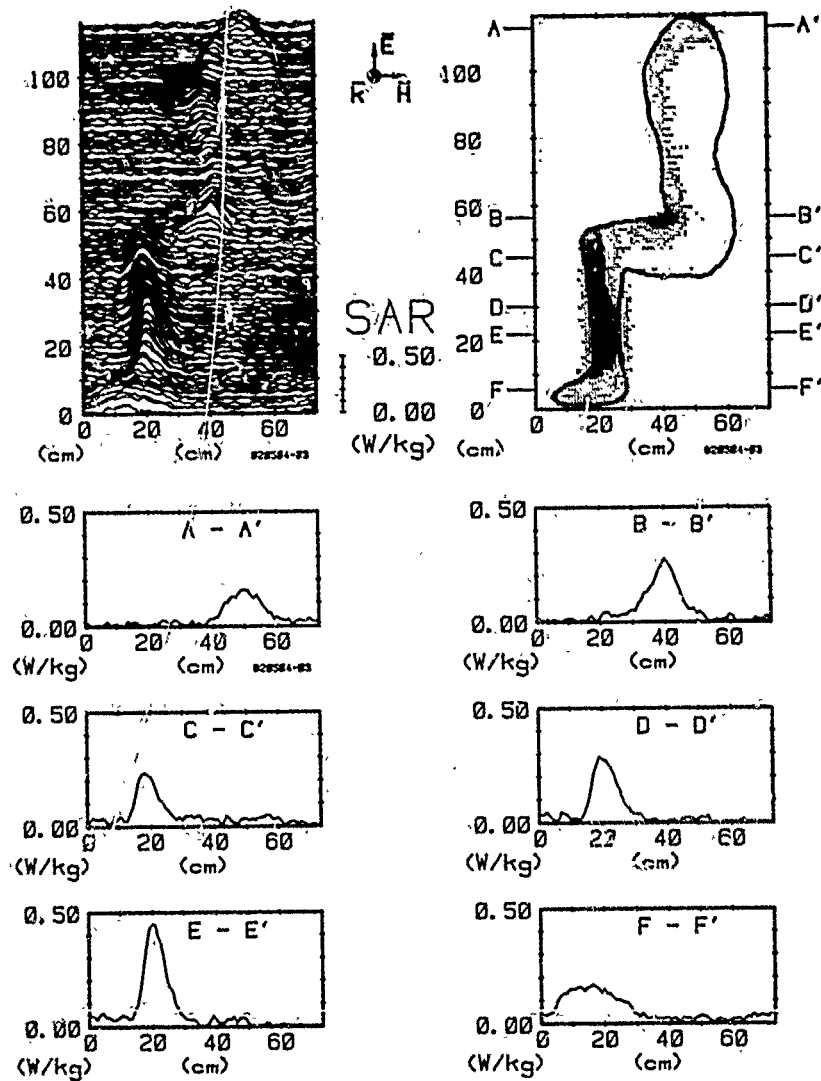 100
80
60
40
20
0
0 20 40 60
(cm) (cm)
E
K H
SAR
0.50
0.00
(W/kg)
A A'
100
80
60
B B'
C C'
40
D D'
E E'
20
F F'
0
0 20 40 60
(cm) (cm)
0.50
A - A'
0.00
0 20 40 60
(W/kg) (cm)
0.50
B - B'
0.00
0 20 40 60
(W/kg) (cm)
0.50
C - C'
0.00
0 20 40 60
(W/kg) (cm)
0.50
D - D'
0.00
0 22 40 60
(W/kg) (cm)
0.50
E - E'
0.00
0 20 40 60
(W/kg) (cm)
0.50
F - F'
0.00
0 20 40 60
(W/kg) (cm)